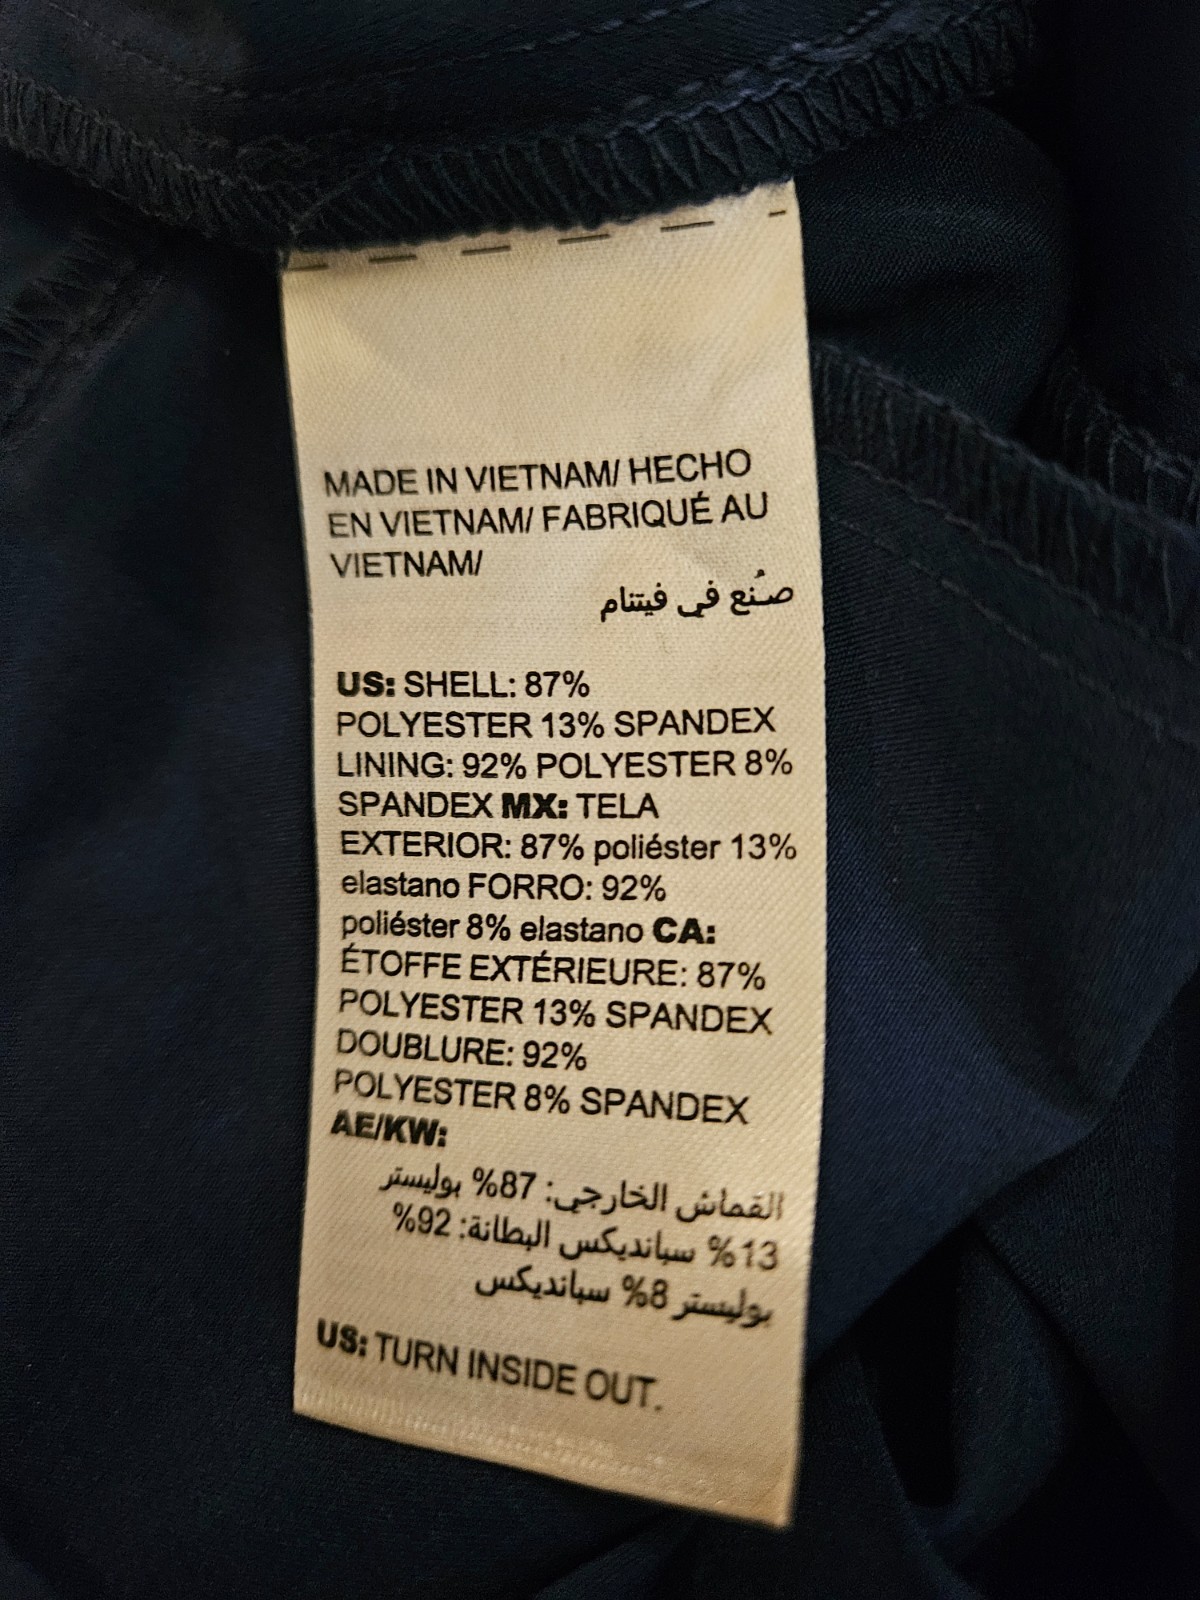 MADE IN VIETNAM/ HECHO
EN VIETNAM/ FABRIQUÉ AU
VIETNAM/
صُنع في فيتنام
US: SHELL: 87%
POLYESTER 13% SPANDEX
LINING: 92% POLYESTER 8%
SPANDEX MX: TELA
EXTERIOR: 87% poliéster 13%
elastano FORRO: 92%
poliéster 8% elastano CA:
ÉTOFFE EXTÉRIEURE: 87%
POLYESTER 13% SPANDEX
DOUBLURE: 92%
POLYESTER 8% SPANDEX
AE/KW:
القماش الخارجي: 87% بوليستر
13% سبانديكس البطانة: 92%
بوليستر 8% سبانديكس
US: TURN INSIDE OUT.